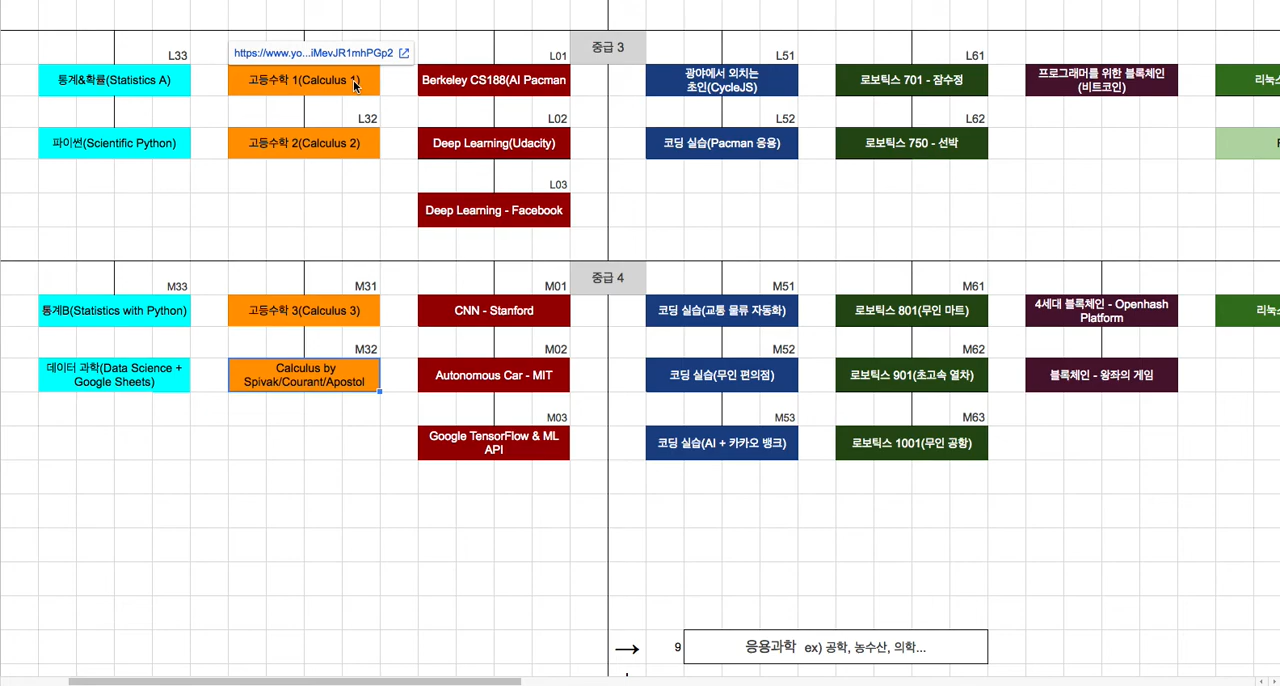 L33
https://www.yo...iMevJR1mhPGp2
L01
중급 3
L51
L61
통계&확률(Statistics A)
고등수학 1(Calculus 1)
Berkeley CS188(AI Pacman
광야에서 외치는
초인(CycleJS)
로보틱스 701 - 잠수정
프로그래머를 위한 블록체인
(비트코인)
리눅스
L32
L02
L52
L62
파이썬(Scientific Python)
고등수학 2(Calculus 2)
Deep Learning(Udacity)
코딩 실습(Pacman 응용)
로보틱스 750 - 선박
L03
Deep Learning - Facebook
중급 4
M33
M31
M01
M51
M61
통계B(Statistics with Python)
고등수학 3(Calculus 3)
CNN - Stanford
코딩 실습(교통 물류 자동화)
로보틱스 801(무인 마트)
4세대 블록체인 - Openhash
Platform
리눅스
M32
M02
M52
M62
데이터 과학(Data Science +
Google Sheets)
Calculus by
Spivak/Courant/Apostol
Autonomous Car - MIT
코딩 실습(무인 편의점)
로보틱스 901(초고속 열차)
블록체인 - 왕좌의 게임
M03
M53
M63
Google TensorFlow & ML
API
코딩 실습(AI + 카카오 뱅크)
로보틱스 1001(무인 공항)
→ 9 응용과학 ex) 공학, 농수산, 의학...